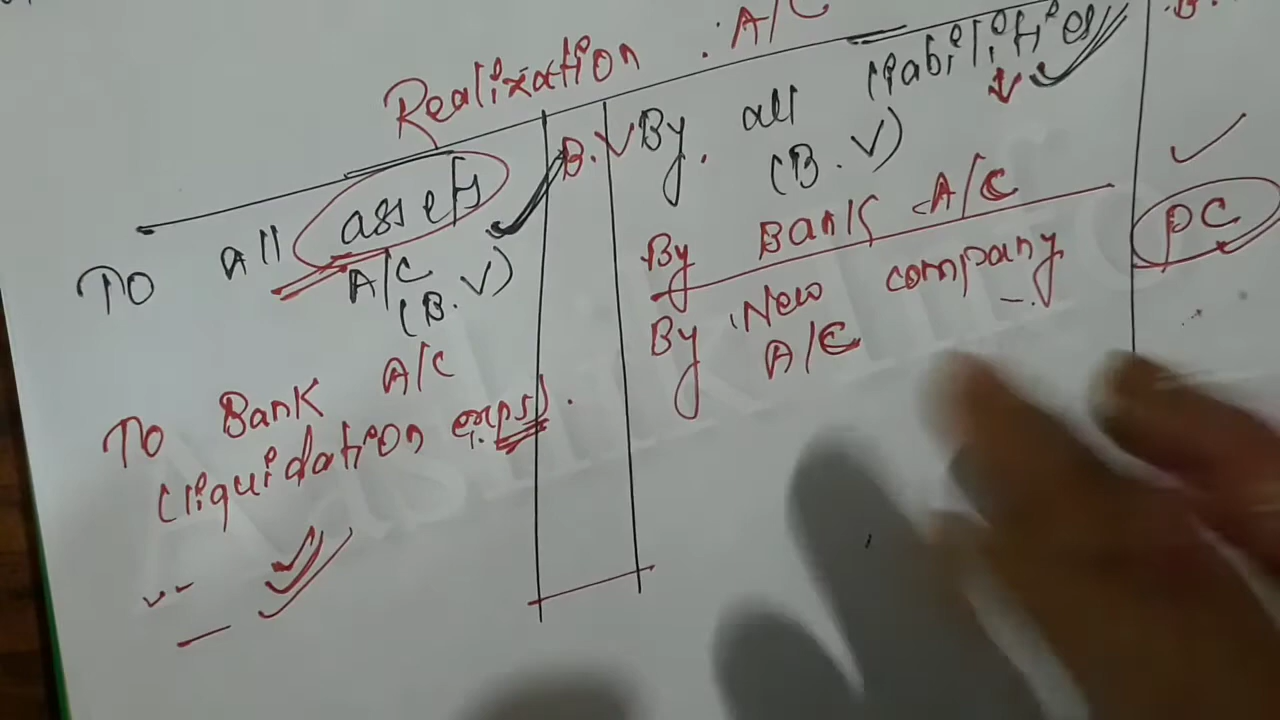 Realization A/C
To All assets
A/C
(B.V)
To Bank A/C
(liquidation exps).
B.V
By. all liabilities
(B.V)
By Bank A/C
By New company
A/C
PC